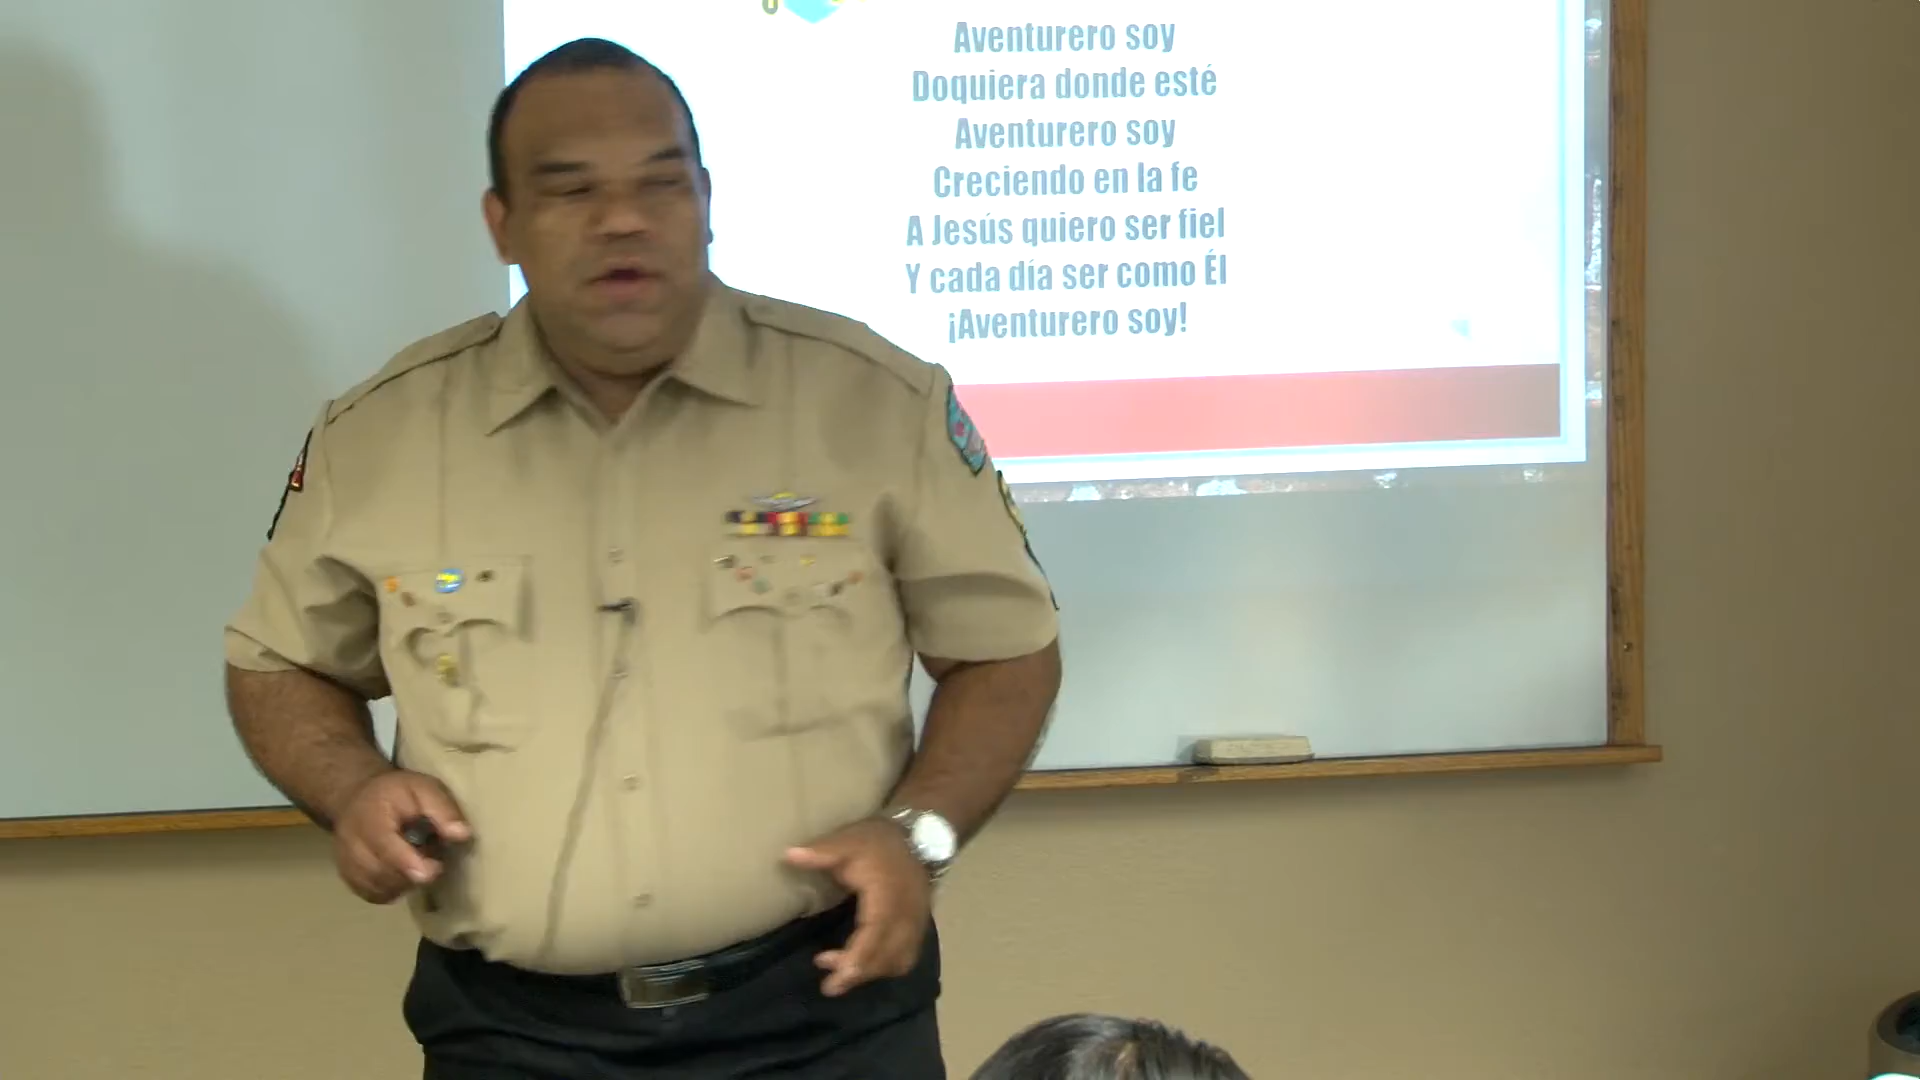 Aventurero soy
Doquiera donde esté
Aventurero soy
Creciendo en la fe
A Jesús quiero ser fiel
Y cada día ser como Él
¡Aventurero soy!